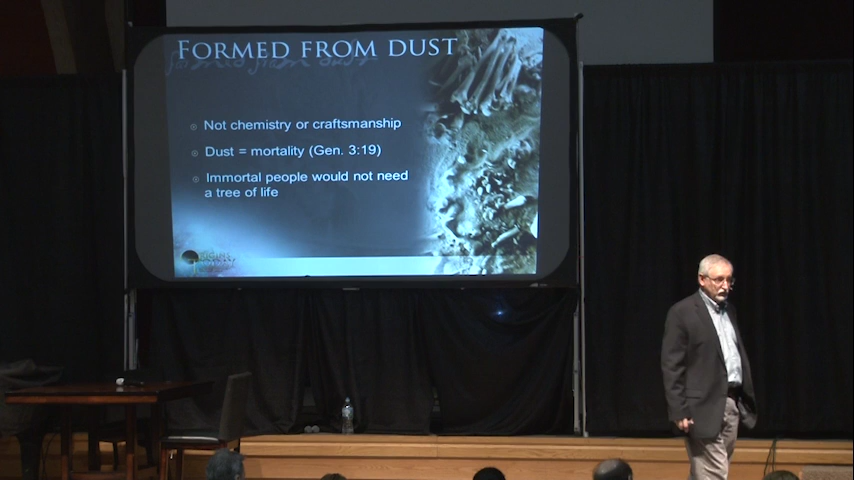 FORMED FROM DUST
Not chemistry or craftsmanship
Dust = mortality (Gen. 3:19)
Immortal people would not need
a tree of life